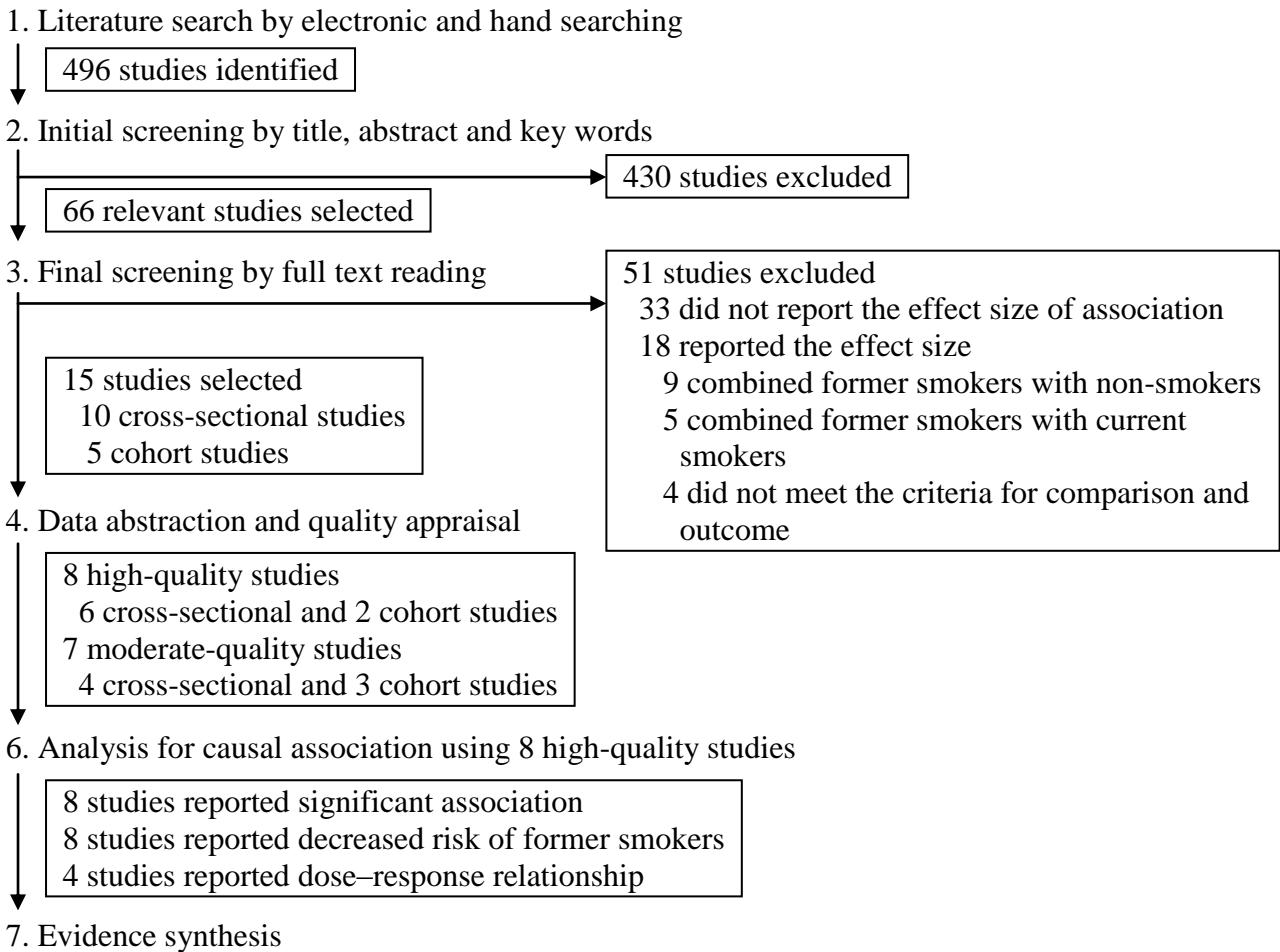 1. Literature search by electronic and hand searching
496 studies identified
2. Initial screening by title, abstract and key words
430 studies excluded
66 relevant studies selected
3. Final screening by full text reading
51 studies excluded
33 did not report the effect size of association
18 reported the effect size
9 combined former smokers with non-smokers
5 combined former smokers with current
smokers
4 did not meet the criteria for comparison and
outcome
15 studies selected
10 cross-sectional studies
5 cohort studies
4. Data abstraction and quality appraisal
8 high-quality studies
6 cross-sectional and 2 cohort studies
7 moderate-quality studies
4 cross-sectional and 3 cohort studies
6. Analysis for causal association using 8 high-quality studies
8 studies reported significant association
8 studies reported decreased risk of former smokers
4 studies reported dose–response relationship
7. Evidence synthesis